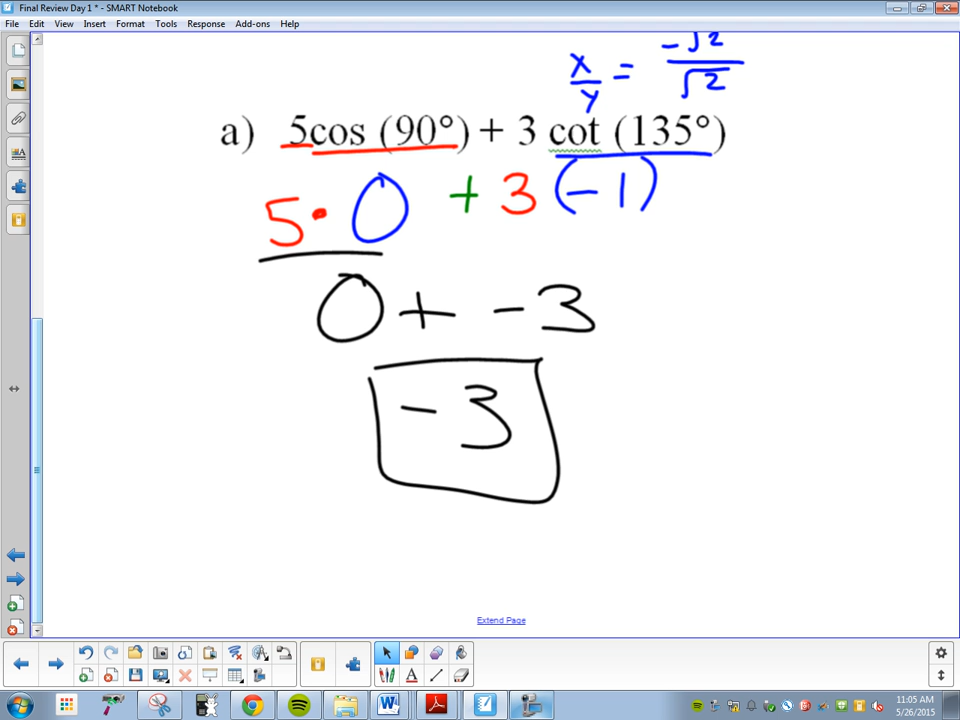 Final Review Day 1 * - SMART Notebook
File Edit View Insert Format Tools Response Add-ons Help
x/y = -√2/√2
a) 5cos (90°) + 3 cot (135°)
5 · 0 + 3 (-1)
0 + -3
-3
Extend Page
11:05 AM
5/26/2015